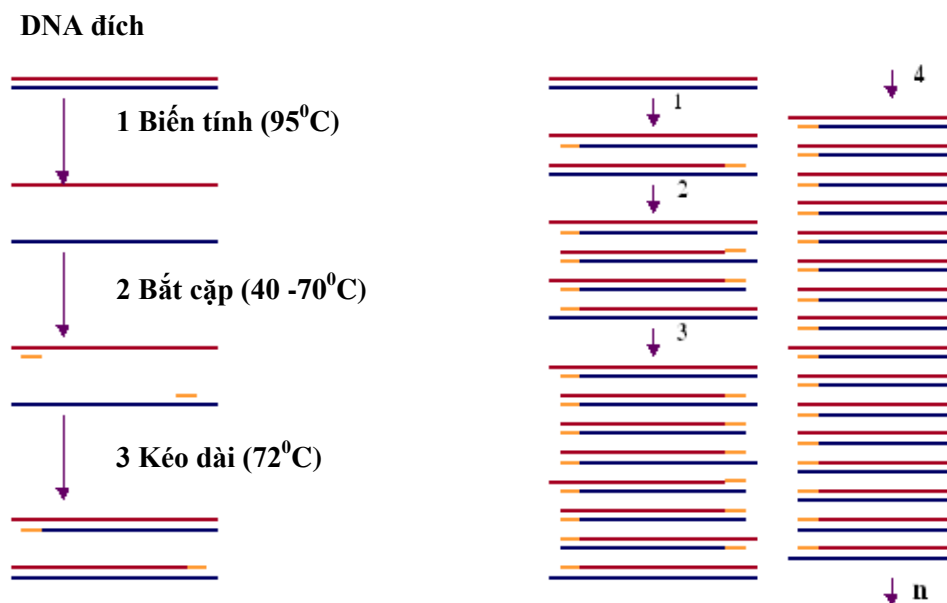 DNA đích
1 Biến tính (95⁰C)
2 Bắt cặp (40 -70⁰C)
3 Kéo dài (72⁰C)
1
2
3
4
n